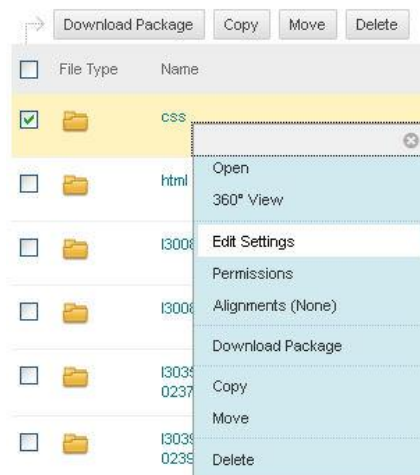 Download Package Copy Move Delete
File Type Name
css
html
Open
360° View
Edit Settings
Permissions
Alignments (None)
Download Package
Copy
Move
Delete